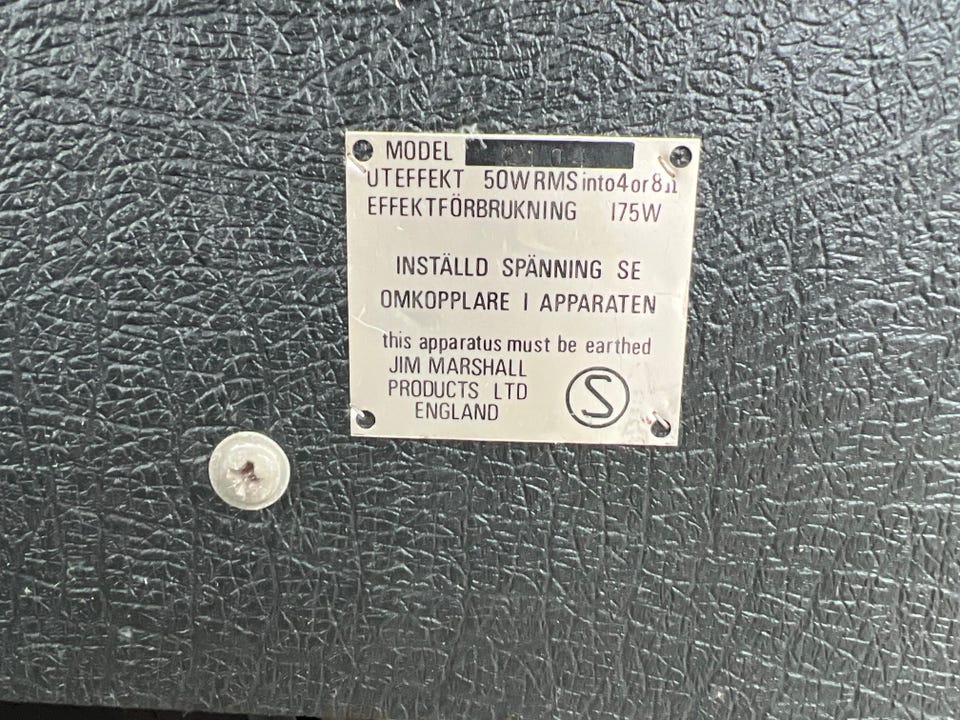 MODEL
UTEFFEKT 50W RMS into 4 or 8Ω
EFFEKTFÖRBRUKNING 175W
INSTÄLLD SPÄNNING SE
OMKOPPLARE I APPARATEN
this apparatus must be earthed
JIM MARSHALL
PRODUCTS LTD
ENGLAND
S